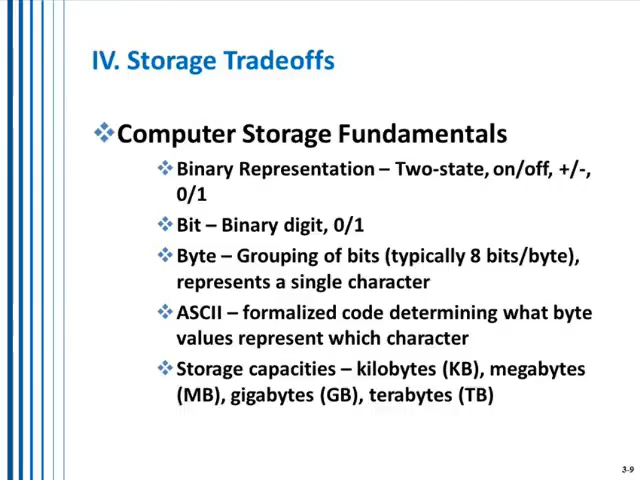 IV. Storage Tradeoffs
Computer Storage Fundamentals
Binary Representation – Two-state, on/off, +/-,
0/1
Bit – Binary digit, 0/1
Byte – Grouping of bits (typically 8 bits/byte),
represents a single character
ASCII – formalized code determining what byte
values represent which character
Storage capacities – kilobytes (KB), megabytes
(MB), gigabytes (GB), terabytes (TB)
3-9